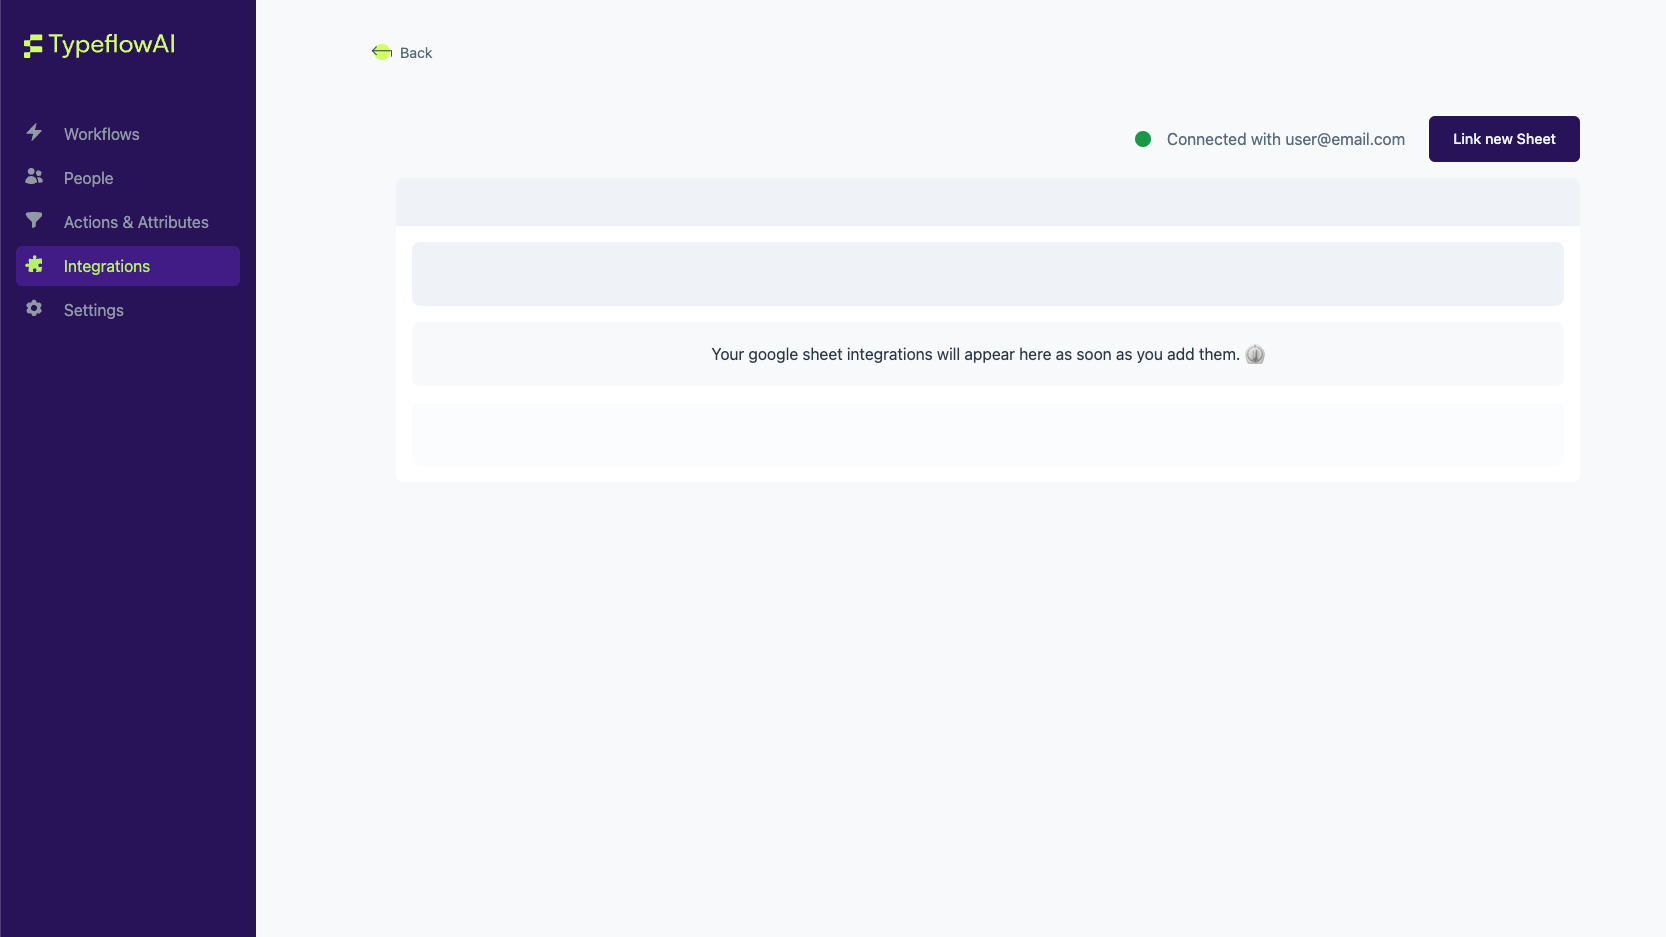 TypeflowAI
Workflows
People
Actions & Attributes
Integrations
Settings
Back
Connected with user@email.com
Link new Sheet
Your google sheet integrations will appear here as soon as you add them.